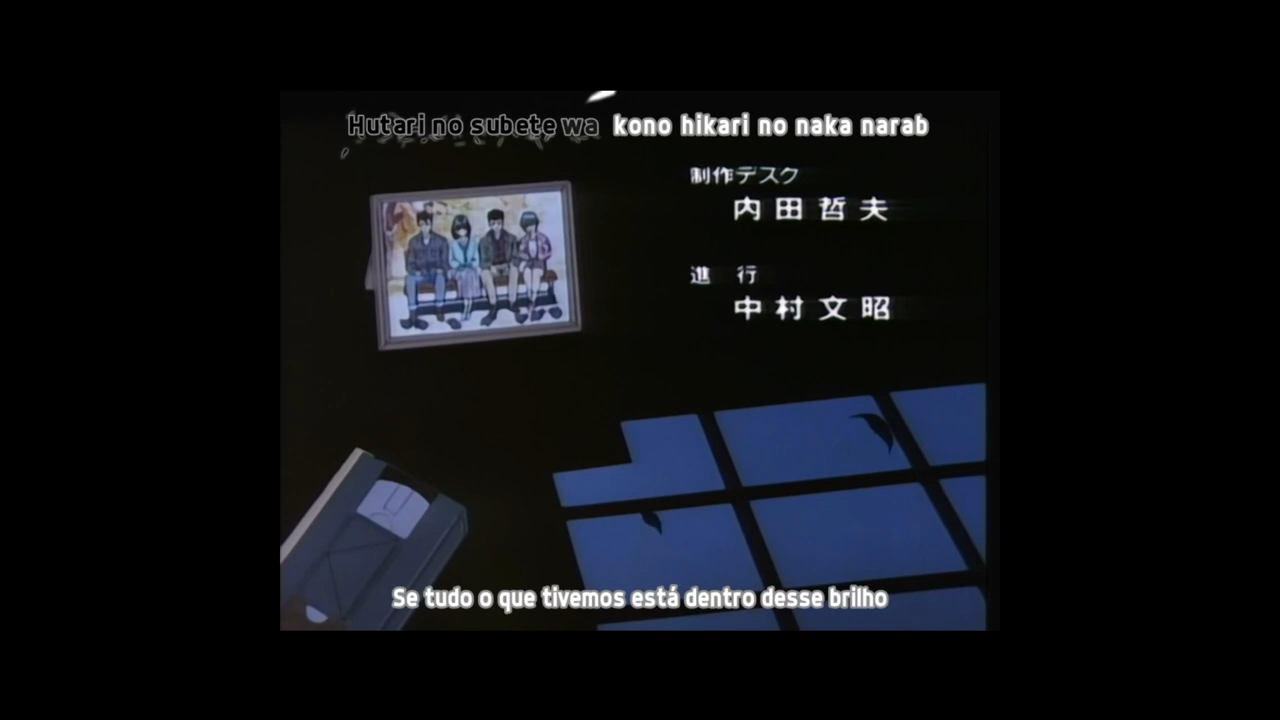 Hutari no subete wa kono hikari no naka narab
制作デスク
内田哲夫
進 行
中村文昭
Se tudo o que tivemos está dentro desse brilho